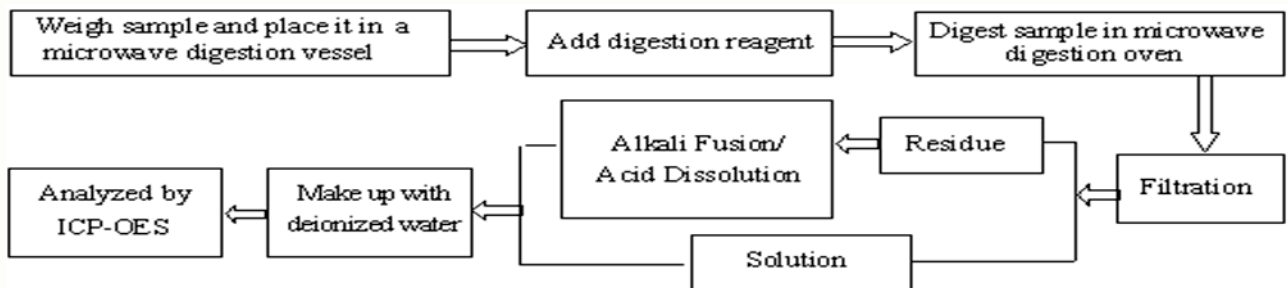 Weigh sample and place it in a
microwave digestion vessel
Add digestion reagent
Digest sample in microwave
digestion oven
Filtration
Residue
Alkali Fusion/
Acid Dissolution
Solution
Make up with
deionized water
Analyzed by
ICP-OES